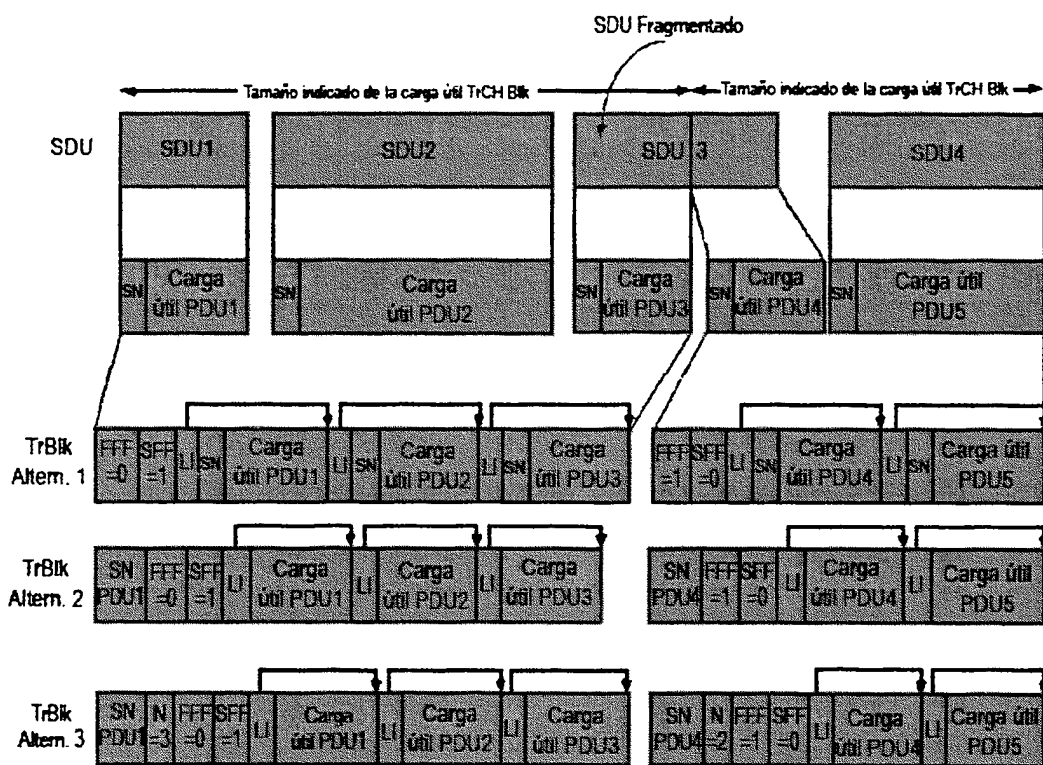 SDU Fragmentado
Tamaño indicado de la carga útil TrCH Blk
Tamaño indicado de la carga útil TrCH Blk
SDU
SDU1
SDU2
SDU 3
SDU4
SN
Carga
útil PDU1
SN
Carga
útil PDU2
SN
Carga
útil PDU3
SN
Carga
útil PDU4
SN
Carga útil
PDU5
TrBlk
Altern. 1
FFF
=0
SFF
=1
LI
SN
Carga
útil PDU1
LI
SN
Carga
útil PDU2
LI
SN
Carga
útil PDU3
FFF
=1
SFF
=0
LI
SN
Carga
útil PDU4
LI
SN
Carga útil
PDU5
TrBlk
Altern. 2
SN
PDU1
FFF
=0
SFF
=1
LI
Carga
útil PDU1
LI
Carga
útil PDU2
LI
Carga
útil PDU3
SN
PDU4
FFF
=1
SFF
=0
LI
Carga
útil PDU4
LI
Carga útil
PDU5
TrBlk
Altern. 3
SN
PDU1
N
=3
FFF
=0
SFF
=1
LI
Carga
útil PDU1
LI
Carga
útil PDU2
LI
Carga
útil PDU3
SN
PDU4
N
=2
FFF
=1
SFF
=0
LI
Carga
útil PDU4
LI
Carga útil
PDU5